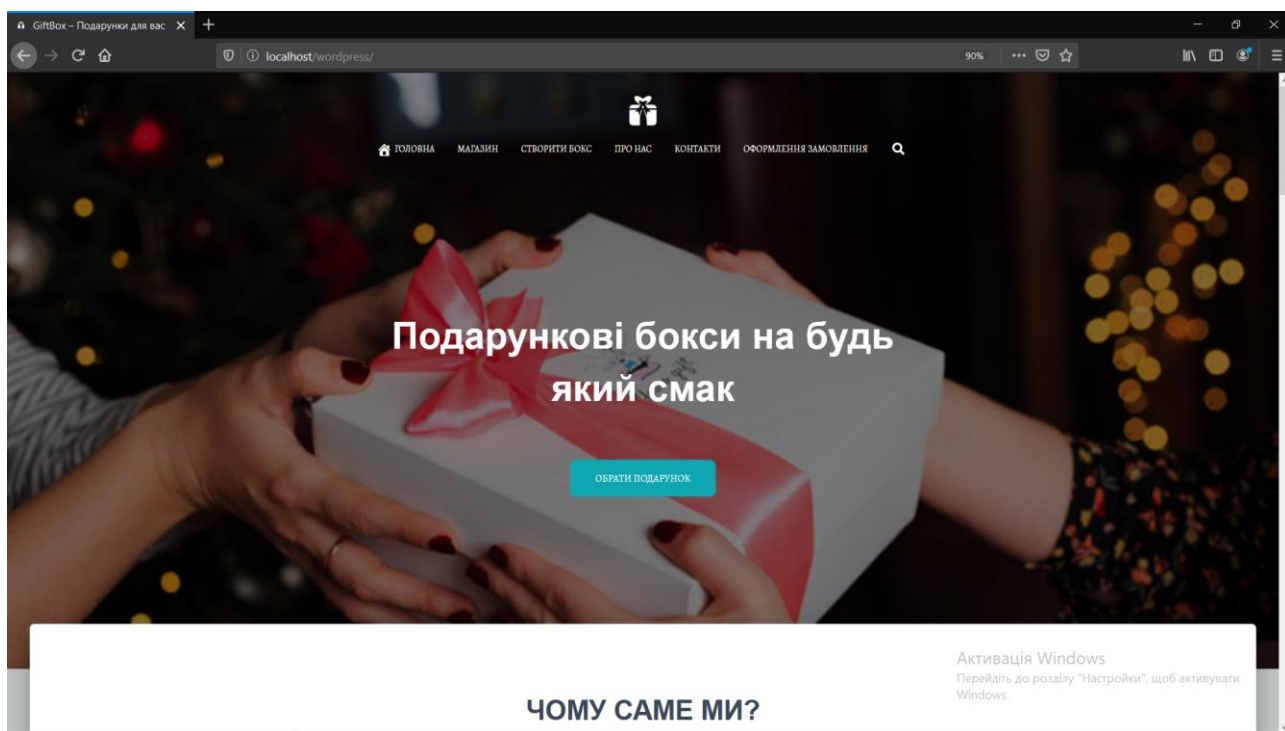 GiftBox – Подарунки для вас
localhost/wordpress/
90%
ГОЛОВНА МАГАЗИН СТВОРИТИ БОКС ПРО НАС КОНТАКТИ ОФОРМЛЕННЯ ЗАМОВЛЕННЯ
Подарункові бокси на будь
який смак
ОБРАТИ ПОДАРУНОК
Активація Windows
Перейдіть до розділу "Настройки", щоб активувати
Windows.
ЧОМУ САМЕ МИ?